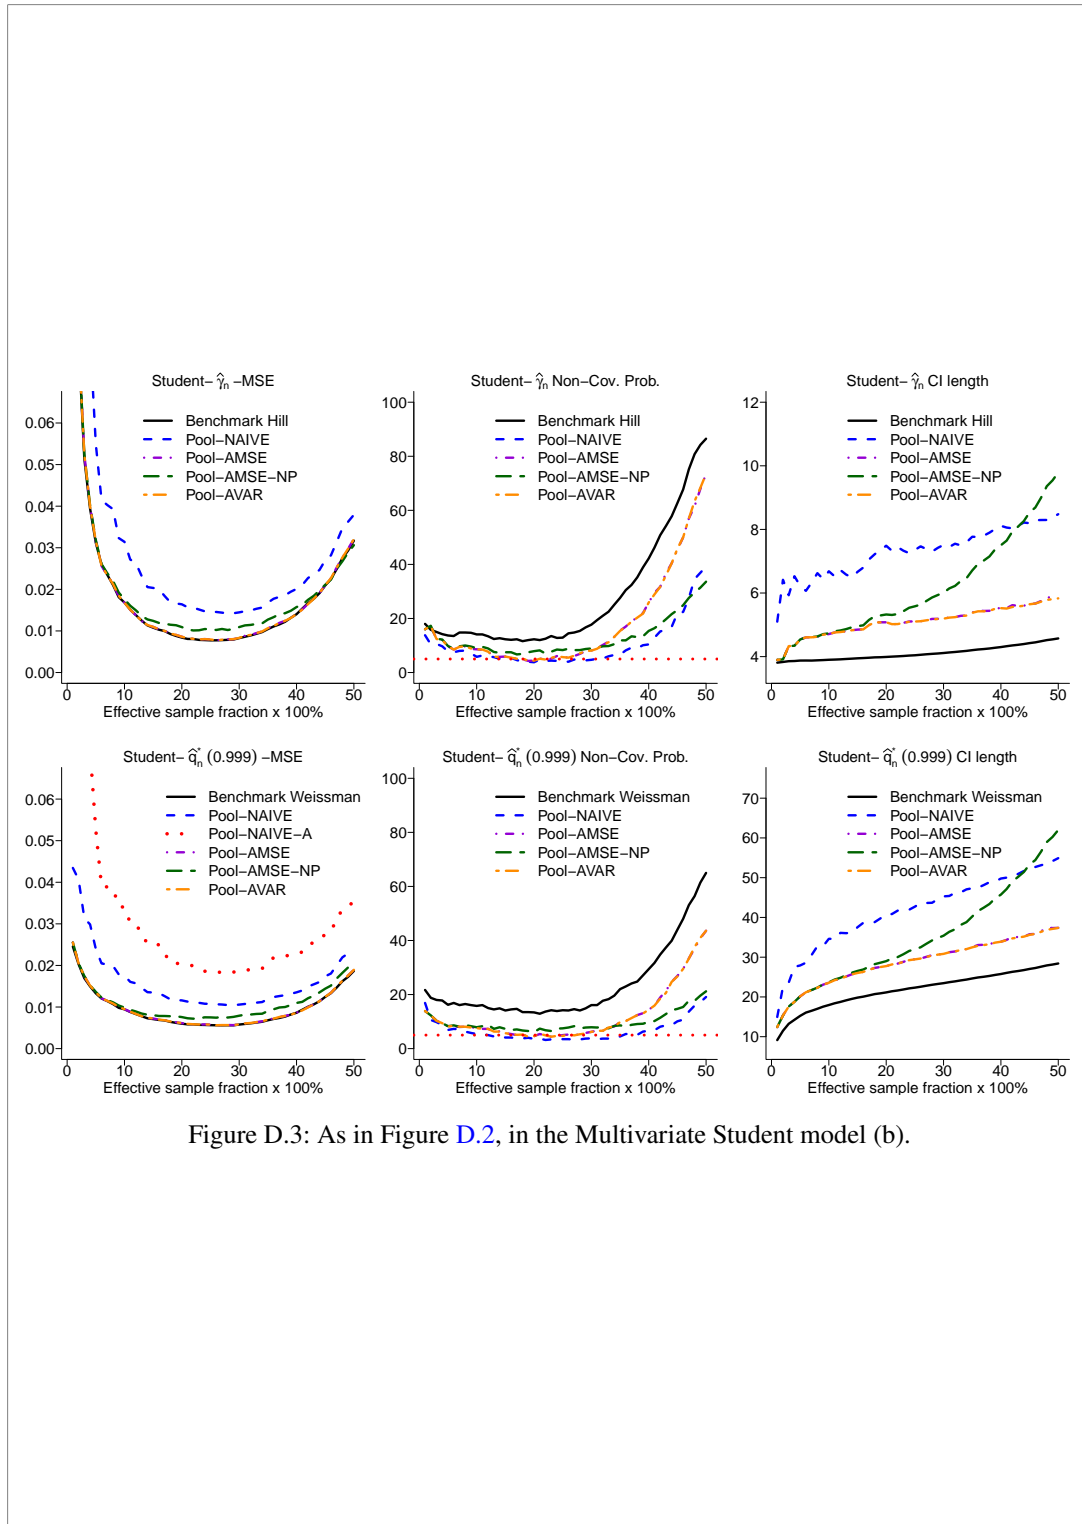 Student− γ̂n −MSE
0.06
0.05
0.04
0.03
0.02
0.01
0.00
Benchmark Hill
Pool−NAIVE
Pool−AMSE
Pool−AMSE−NP
Pool−AVAR
0 10 20 30 40 50
Effective sample fraction x 100%
Student− γ̂n Non−Cov. Prob.
100
80
60
40
20
0
Benchmark Hill
Pool−NAIVE
Pool−AMSE
Pool−AMSE−NP
Pool−AVAR
0 10 20 30 40 50
Effective sample fraction x 100%
Student− γ̂n CI length
12
10
8
6
4
Benchmark Hill
Pool−NAIVE
Pool−AMSE
Pool−AMSE−NP
Pool−AVAR
0 10 20 30 40 50
Effective sample fraction x 100%
Student− q̂*n (0.999) −MSE
0.06
0.05
0.04
0.03
0.02
0.01
0.00
Benchmark Weissman
Pool−NAIVE
Pool−NAIVE−A
Pool−AMSE
Pool−AMSE−NP
Pool−AVAR
0 10 20 30 40 50
Effective sample fraction x 100%
Student− q̂*n (0.999) Non−Cov. Prob.
100
80
60
40
20
0
Benchmark Weissman
Pool−NAIVE
Pool−AMSE
Pool−AMSE−NP
Pool−AVAR
0 10 20 30 40 50
Effective sample fraction x 100%
Student− q̂*n (0.999) CI length
70
60
50
40
30
20
10
Benchmark Weissman
Pool−NAIVE
Pool−AMSE
Pool−AMSE−NP
Pool−AVAR
0 10 20 30 40 50
Effective sample fraction x 100%
Figure D.3: As in Figure D.2, in the Multivariate Student model (b).